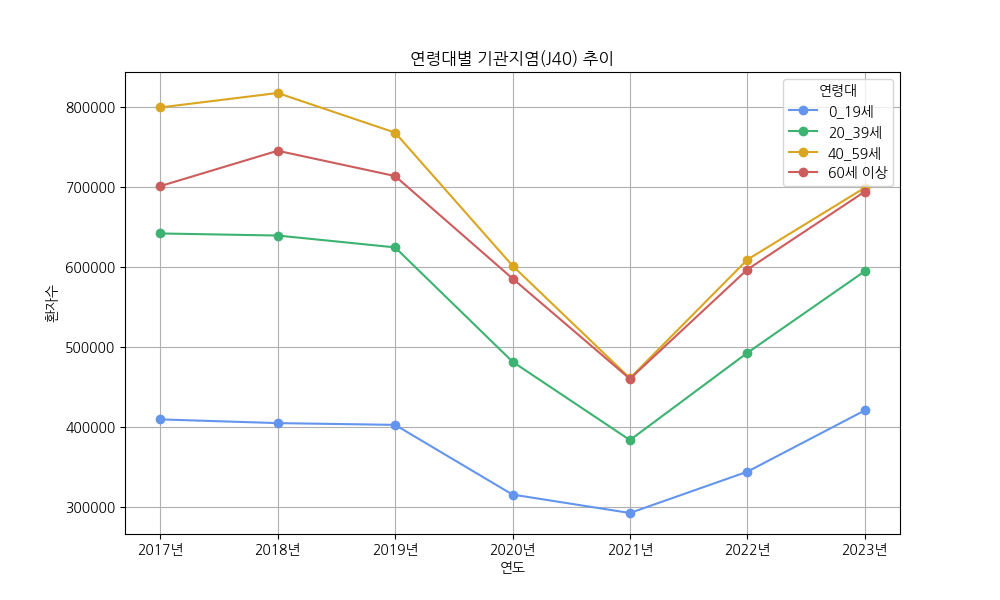 연령대별 기관지염(J40) 추이
연령대
0_19세
20_39세
40_59세
60세 이상
환자수
800000
700000
600000
500000
400000
300000
2017년 2018년 2019년 2020년 2021년 2022년 2023년
연도